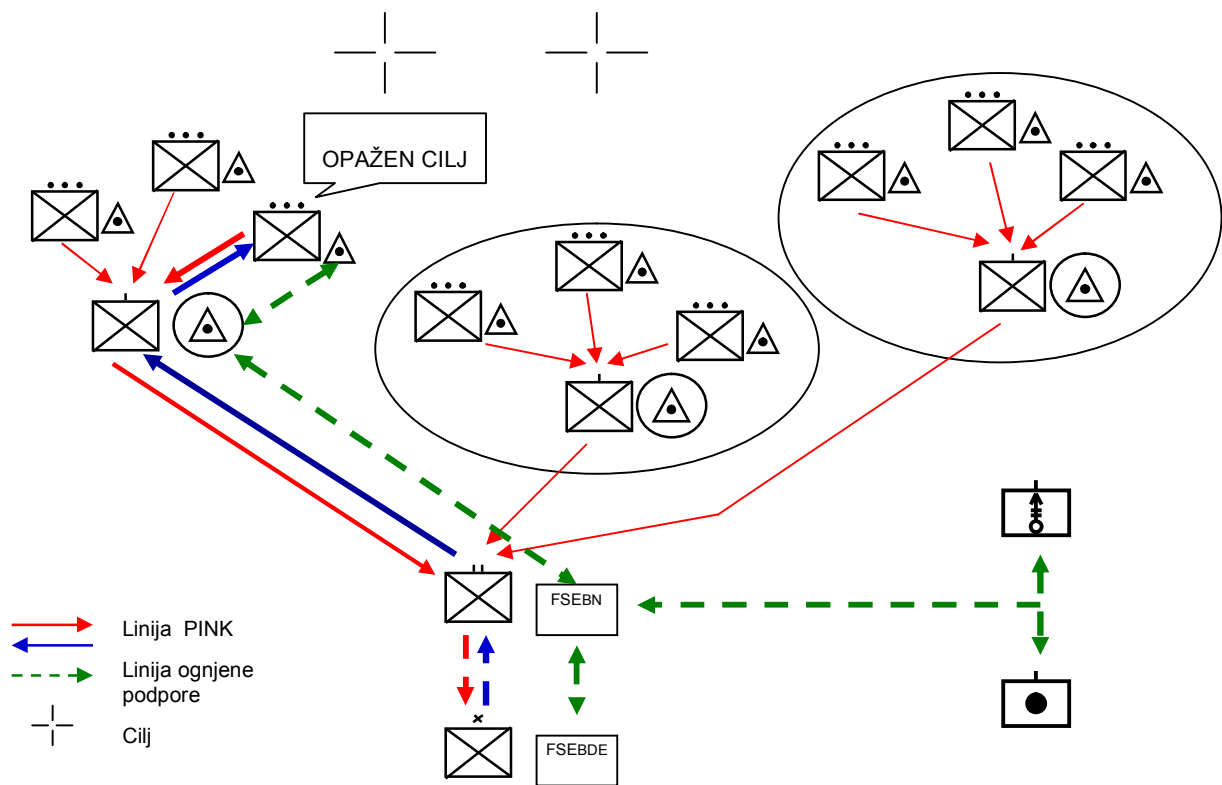 OPAŽEN CILJ
FSEBN
FSEBDE
Linija PINK
Linija ognjene
podpore
Cilj